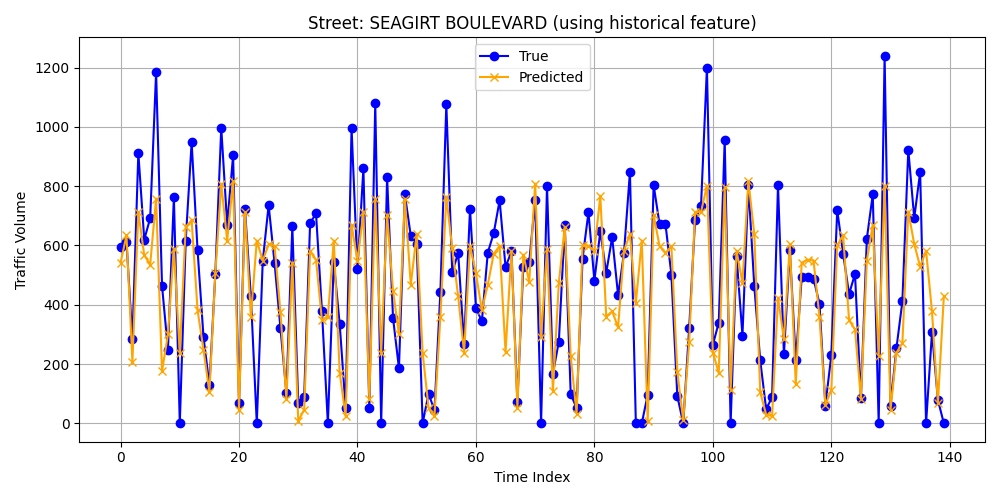 Street: SEAGIRT BOULEVARD (using historical feature)
True
Predicted
Traffic Volume
1200
1000
800
600
400
200
0
0 20 40 60 80 100 120 140
Time Index